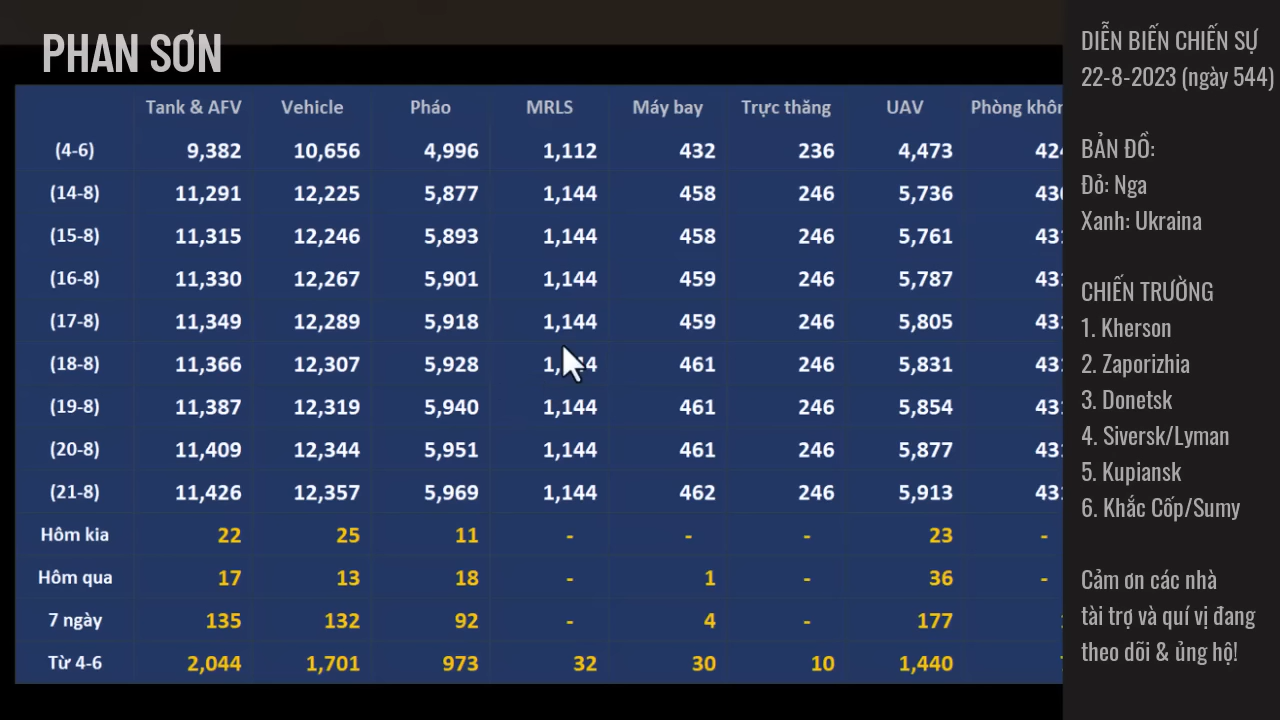 PHAN SƠN
Tank & AFV Vehicle Pháo MRLS Máy bay Trực thăng UAV Phòng khôn
(4-6) 9,382 10,656 4,996 1,112 432 236 4,473 424
(14-8) 11,291 12,225 5,877 1,144 458 246 5,736 430
(15-8) 11,315 12,246 5,893 1,144 458 246 5,761 431
(16-8) 11,330 12,267 5,901 1,144 459 246 5,787 431
(17-8) 11,349 12,289 5,918 1,144 459 246 5,805 431
(18-8) 11,366 12,307 5,928 461 246 5,831 431
(19-8) 11,387 12,319 5,940 1,144 461 246 5,854 431
(20-8) 11,409 12,344 5,951 1,144 461 246 5,877 431
(21-8) 11,426 12,357 5,969 1,144 462 246 5,913 431
Hôm kia 22 25 11 - - - 23 -
Hôm qua 17 13 18 - 1 - 36 -
7 ngày 135 132 92 - 4 - 177
Từ 4-6 2,044 1,701 973 32 30 10 1,440
DIỄN BIẾN CHIẾN SỰ
22-8-2023 (ngày 544)
BẢN ĐỒ:
Đỏ: Nga
Xanh: Ukraina
CHIẾN TRƯỜNG
1. Kherson
2. Zaporizhia
3. Donetsk
4. Siversk/Lyman
5. Kupiansk
6. Khắc Cốp/Sumy
Cảm ơn các nhà
tài trợ và quí vị đang
theo dõi & ủng hộ!